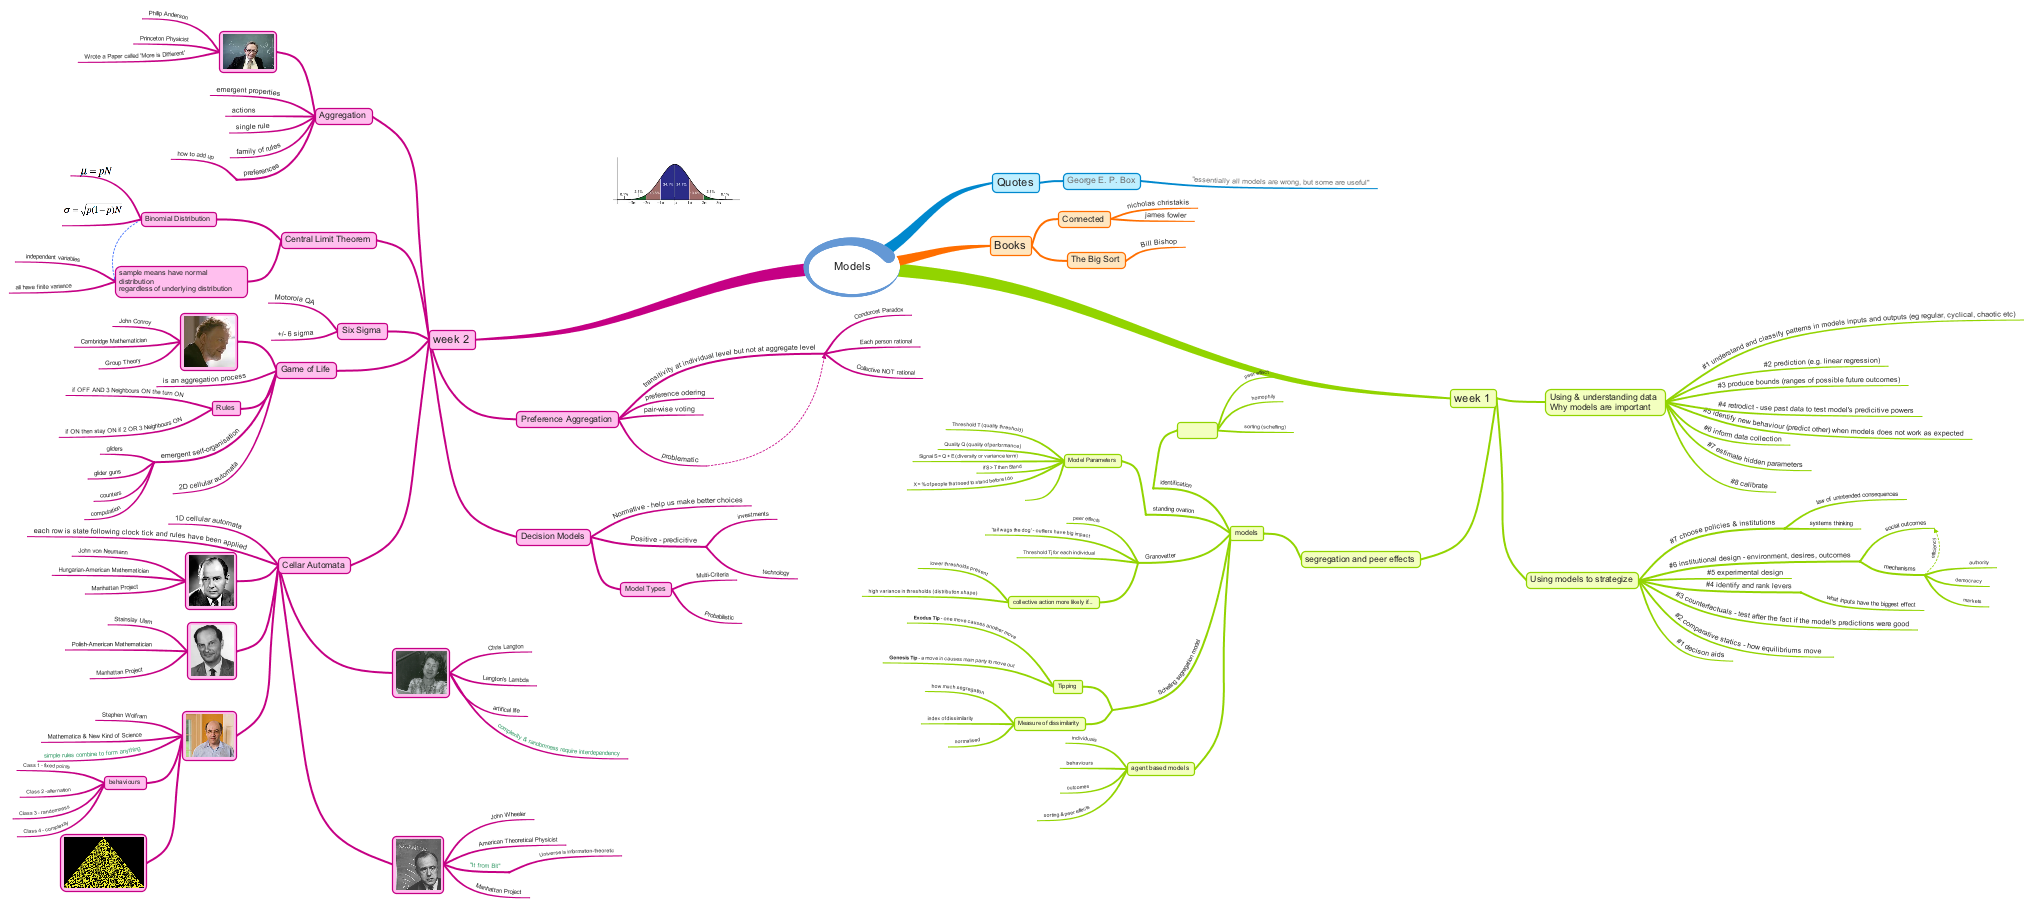 Models
Quotes
George E. P. Box
"essentially all models are wrong, but some are useful"
Books
Connected
nicholas christakis
james fowler
The Big Sort
Bill Bishop
week 1
Using & understanding data
Why models are important
#1 understand and classify patterns in models inputs and outputs (eg regular, cyclical, chaotic etc)
#2 prediction (e.g. linear regression)
#3 produce bounds (ranges of possible future outcomes)
#4 retrodict - use past data to test model's predicitive powers
#5 identify new behaviour (predict other) when models does not work as expected
#6 inform data collection
#7 estimate hidden parameters
#8 calibrate
Using models to strategize
#7 choose policies & institutions
law of unintended consequences
systems thinking
#6 institutional design - environment, desires, outcomes
social outcomes
mechanisms
authority
democracy
markets
#5 experimental design
#4 identify and rank levers
what inputs have the biggest effect
#3 counterfactuals - test after the fact if the model's predictions were good
#2 comparative statics - how equilibriums move
#1 decison aids
segregation and peer effects
models
identification
peer effect
homophily
sorting (schelling)
standing ovation
Model Parameters
Threshold T (quality threshold)
Quality Q (quality of performance)
Signal S = Q + E (diversity or variance term)
if S > T then Stand
X = % of people that need to stand before I do
Granovetter
peer effects
'tail wags the dog' - outliers have big impact
Threshold Tj for each individual
collective action more likely if...
lower thresholds present
high variance in thresholds (distribution shape)
Schelling segregation model
Tipping
Exodus Tip - one move causes another move
Genesis Tip - a move in causes main party to move out
Measure of dissimilarity
how much segregation
index of dissimilarity
normalised
agent based models
individuals
behaviours
outcomes
sorting & peer effects
week 2
Aggregation
Philip Anderson
Princeton Physicist
Wrote a Paper called "More is Different"
emergent properties
actions
single rule
family of rules
preferences
how to add up
Central Limit Theorem
Binomial Distribution
μ = pN
σ = √p(1−p)N
sample means have normal
distribution
regardless of underlying distribution
independent variables
all have finite variance
Six Sigma
Motorola QA
+/- 6 sigma
Game of Life
John Conroy
Cambridge Mathematician
Group Theory
is an aggregation process
Rules
if OFF AND 3 Neighbours ON the turn ON
if ON then stay ON if 2 OR 3 Neighbours ON
emergent self-organisation
gliders
glider guns
counters
computation
2D cellular automata
Cellar Automata
1D cellular automata
each row is state following clock tick and rules have been applied
John von Neumann
Hungarian-American Mathematician
Manhattan Project
Stanislay Ulam
Polish-American Mathematician
Manhattan Project
Stephen Wolfram
Mathematica & New Kind of Science
simple rules combine to form anything
behaviours
Class 1 - fixed points
Class 2 - alternation
Class 3 - randomness
Class 4 - complexity
Chris Langton
Langton's Lambda
artifical life
complexity & randomness require interdependency
John Wheeler
American Theoretical Physicist
"It from Bit"
Universe is information-theoretic
Manhattan Project
Preference Aggregation
transitivity at individual level but not at aggregate level
Condorcet Paradox
Each person rational
Collective NOT rational
preference odering
pair-wise voting
problematic
Decision Models
Normative - help us make better choices
Positive - predicitive
investments
technology
Model Types
Multi-Criteria
Probabilistic